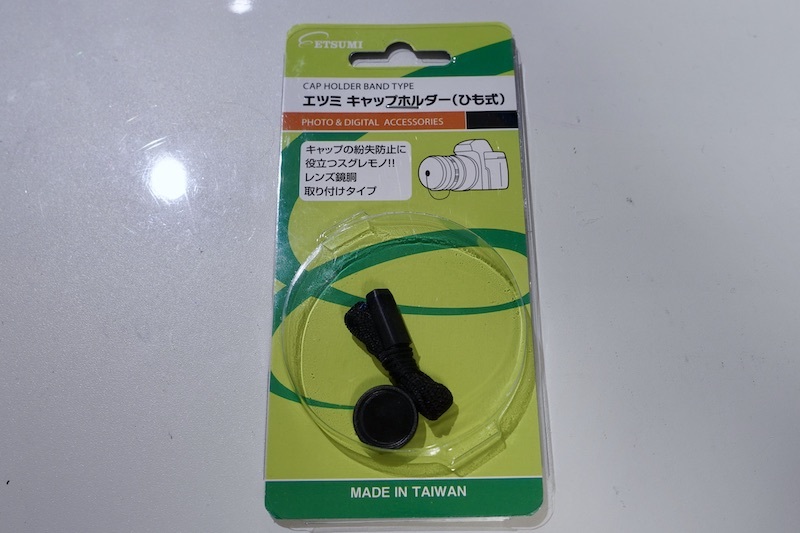 ETSUMI
CAP HOLDER BAND TYPE
エツミ キャップホルダー(ひも式)
PHOTO & DIGITAL ACCESSORIES
キャップの紛失防止に
役立つスグレモノ!!
レンズ鏡胴
取り付けタイプ
MADE IN TAIWAN